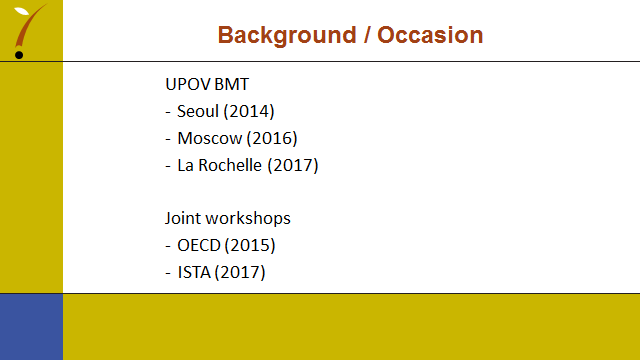 Background / Occasion
UPOV BMT
- Seoul (2014)
- Moscow (2016)
- La Rochelle (2017)
Joint workshops
- OECD (2015)
- ISTA (2017)